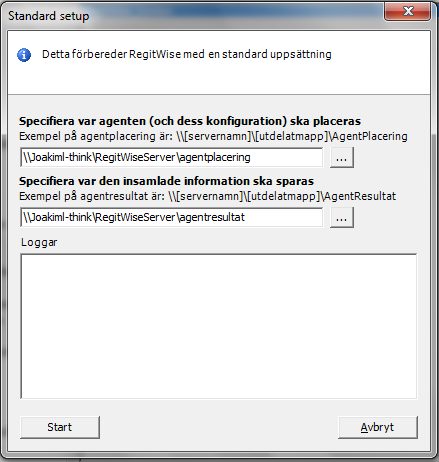 Standard setup
Detta förbereder RegitWise med en standard uppsättning
Specifiera var agenten (och dess konfiguration) ska placeras
Exempel på agentplacering är: \\[servernamn]\[utdelatmapp]\AgentPlacering
\\Joakiml-think\RegitWiseServer\agentplacering
...
Specifiera var den insamlade information ska sparas
Exempel på agentresultat är: \\[servernamn]\[utdelatmapp]\AgentResultat
\\Joakiml-think\RegitWiseServer\agentresultat
...
Loggar
Start
Avbryt